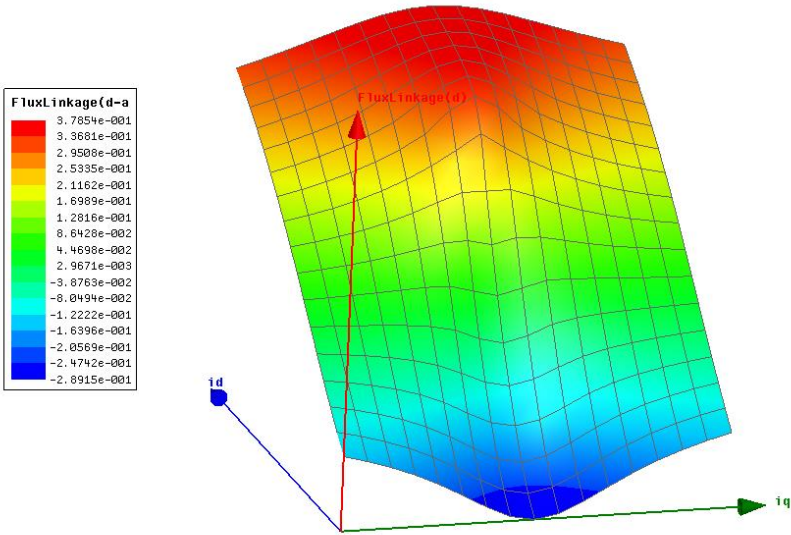 FluxLinkage(d-a
3.7854e-001
3.3681e-001
2.9508e-001
2.5335e-001
2.1162e-001
1.6989e-001
1.2816e-001
8.6428e-002
4.4698e-002
2.9671e-003
-3.8763e-002
-8.0494e-002
-1.2222e-001
-1.6396e-001
-2.0569e-001
-2.4742e-001
-2.8915e-001
FluxLinkage(d)
id
iq